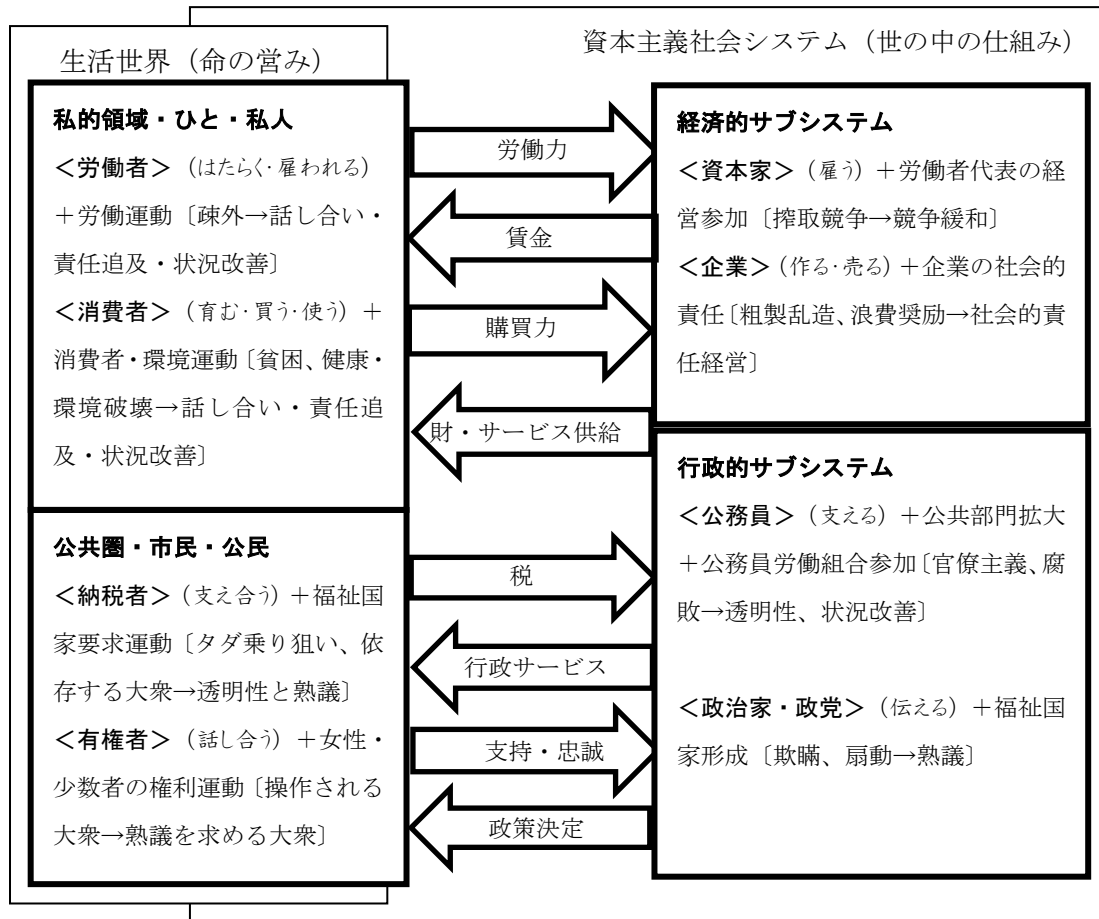 資本主義社会システム（世の中の仕組み）
生活世界（命の営み）
私的領域・ひと・私人
＜労働者＞（はたらく・雇われる）
＋労働運動〔疎外→話し合い・
責任追及・状況改善〕
＜消費者＞（育む・買う・使う）＋
消費者・環境運動〔貧困、健康・
環境破壊→話し合い・責任追
及・状況改善〕
公共圏・市民・公民
＜納税者＞（支え合う）＋福祉国
家要求運動〔タダ乗り狙い、依
存する大衆→透明性と熟議〕
＜有権者＞（話し合う）＋女性・
少数者の権利運動〔操作される
大衆→熟議を求める大衆〕
労働力
賃金
購買力
財・サービス供給
税
行政サービス
支持・忠誠
政策決定
経済的サブシステム
＜資本家＞（雇う）＋労働者代表の経
営参加〔搾取競争→競争緩和〕
＜企業＞（作る・売る）＋企業の社会的
責任〔粗製乱造、浪費奨励→社会的責
任経営〕
行政的サブシステム
＜公務員＞（支える）＋公共部門拡大
＋公務員労働組合参加〔官僚主義、腐
敗→透明性、状況改善〕
＜政治家・政党＞（伝える）＋福祉国
家形成〔欺瞞、扇動→熟議〕